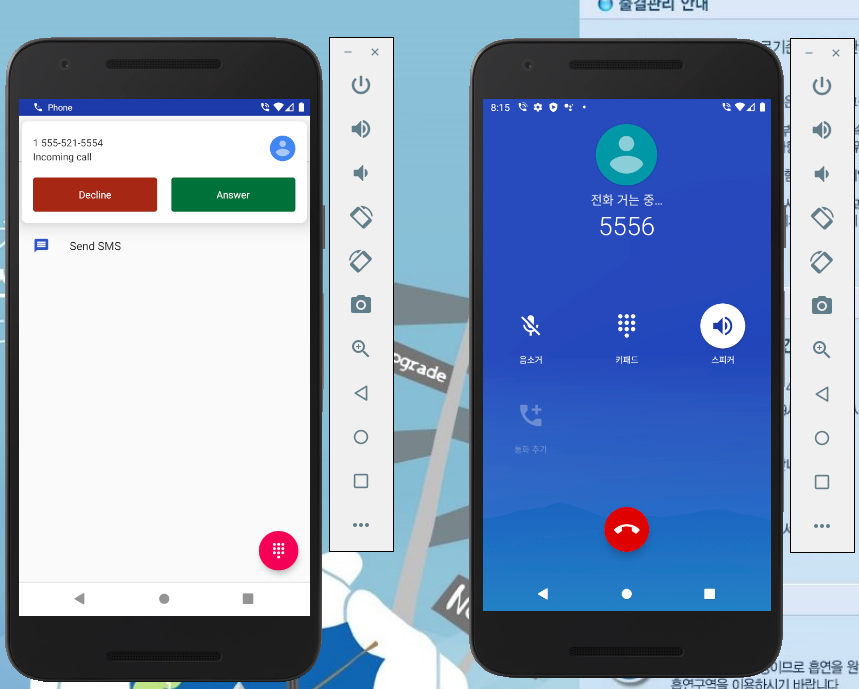 출결관리 안내
Phone
1 555-521-5554
Incoming call
Decline
Answer
Send SMS
8:15
전화 거는 중...
5556
음소거
키패드
스피커
통화 추가
pgrade
이므로 흡연을 원
흡연구역을 이용하시기 바랍니다